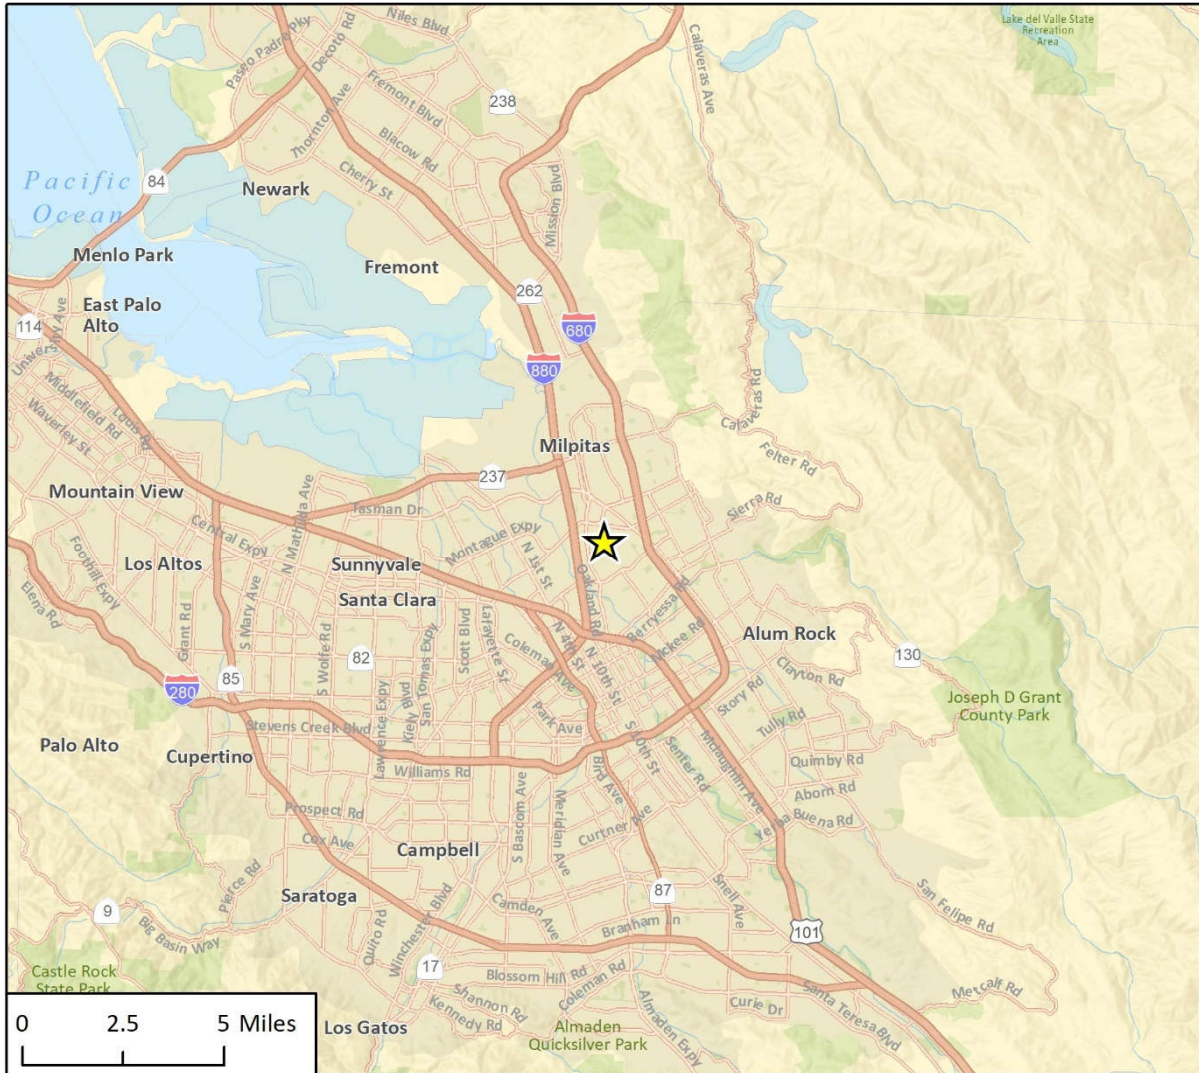 Lake del Valle State
Recreation
Area
Niles Blvd
Paseo Padre Pky
Decoto Rd
Calaveras Ave
Fremont Blvd
238
Thornton Ave
Blacow Rd
Cherry St
Mission Blvd
Pacific
Ocean
84
Newark
Menlo Park
Fremont
262
East Palo
Alto
114
680
880
Middlefield Rd
Waverley St
Louis Rd
Calaveras Rd
Calaveras Rd
Felter Rd
Milpitas
237
Mountain View
Tasman Dr
Sierra Rd
Central Expy
N Mathilda Ave
Montague Expy
N 1st St
Foothill Expy
Los Altos
Sunnyvale
Santa Clara
Oakland Rd
Elena Rd
Grant Rd
S Mary Ave
S Wolfe Rd
82
San Tomas Expy
Scott Blvd
Lafayette St
Coleman Ave
N 4th St
N 10th St
Berryessa Rd
Mckee Rd
Alum Rock
130
Clayton Rd
280
85
Lawrence Expy
Kiely Blvd
Park Ave
S 10th St
Story Rd
Tully Rd
Joseph D Grant
County Park
Stevens Creek Blvd
Palo Alto
Cupertino
Williams Rd
Bird Ave
Senter Rd
Mclaughlin Ave
Quimby Rd
Aborn Rd
Yerba Buena Rd
Prospect Rd
Cox Ave
S Bascom Ave
Meridian Ave
Curtner Ave
Campbell
Saratoga
Pierce Rd
9
Big Basin Way
Quito Rd
Winchester Blvd
Camden Ave
87
Snell Ave
San Felipe Rd
Branham Ln
101
17
Castle Rock
State Park
Blossom Hill Rd
Coleman Rd
Shannon Rd
Kennedy Rd
Almaden Expy
Curie Dr
Santa Teresa Blvd
Metcalf Rd
Los Gatos
Almaden
Quicksilver Park
0 2.5 5 Miles